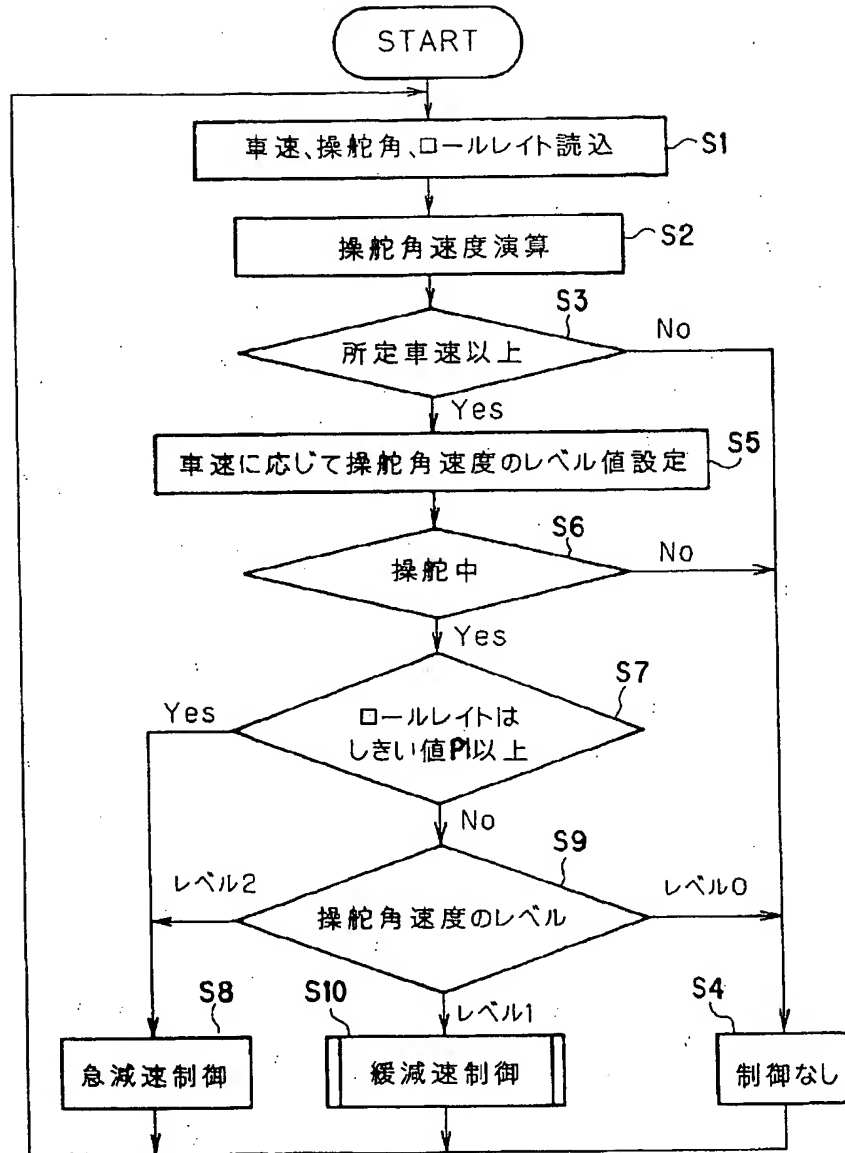 START
車速、操舵角、ロールレイト読込
S1
操舵角速度演算
S2
S3
所定車速以上
No
Yes
車速に応じて操舵角速度のレベル値設定
S5
S6
操舵中
No
Yes
S7
ロールレイトは
しきい値P1以上
Yes
No
S9
操舵角速度のレベル
レベル2
レベル0
レベル1
S8
急減速制御
S10
緩減速制御
S4
制御なし